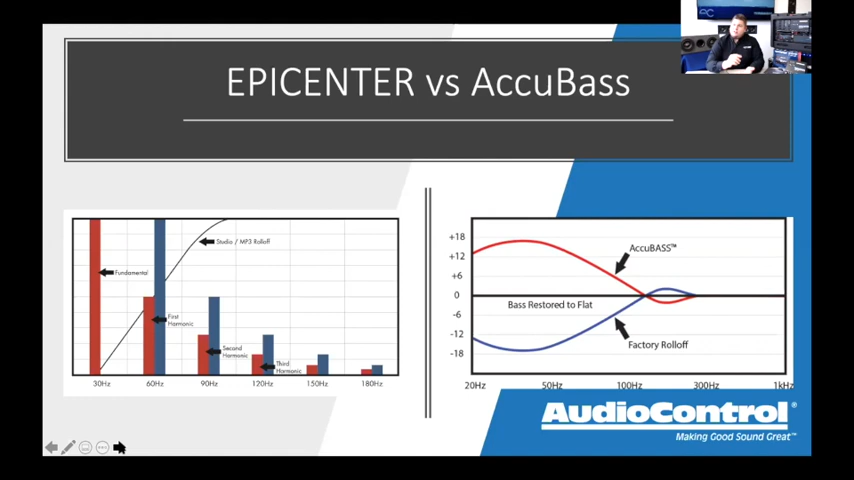 EPICENTER vs AccuBass
Studio / MP3 Rolloff
Fundamental
First
Harmonic
Second
Harmonic
Third
Harmonic
30Hz 60Hz 90Hz 120Hz 150Hz 180Hz
+18
+12
+6
0
-6
-12
-18
AccuBASS™
Bass Restored to Flat
Factory Rolloff
20Hz 50Hz 100Hz 300Hz 1kHz
AudioControl®
Making Good Sound Great™